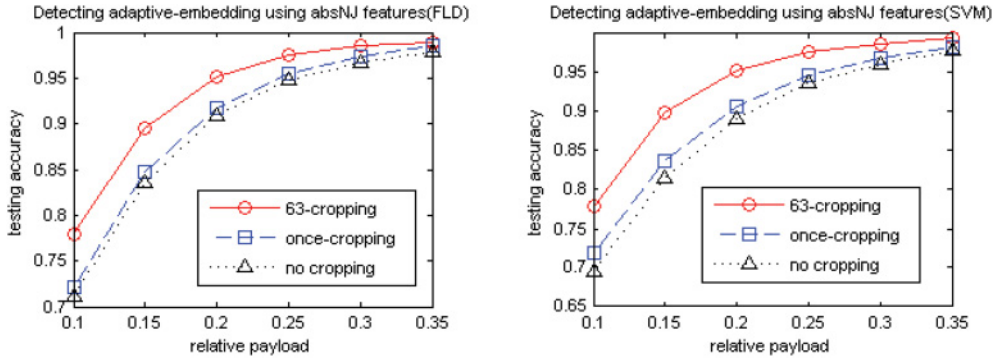 Detecting adaptive-embedding using absNJ features(FLD)
1
0.95
0.9
0.85
0.8
0.75
0.7
testing accuracy
63-cropping
once-cropping
no cropping
0.1 0.15 0.2 0.25 0.3 0.35
relative payload
Detecting adaptive-embedding using absNJ features(SVM)
0.95
0.9
0.85
0.8
0.75
0.7
0.65
testing accuracy
63-cropping
once-cropping
no cropping
0.1 0.15 0.2 0.25 0.3 0.35
relative payload